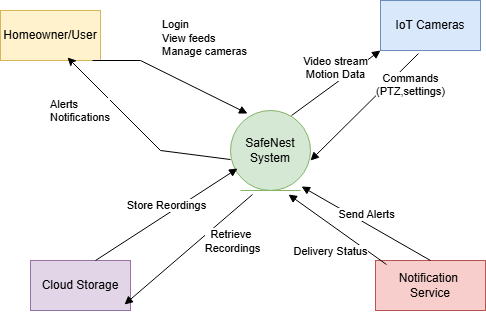 Homeowner/User
Login
View feeds
Manage cameras
IoT Cameras
Video stream
Motion Data
Commands
(PTZ,settings)
Alerts
Notifications
SafeNest
System
Store Reordings
Send Alerts
Retrieve
Recordings
Delivery Status
Cloud Storage
Notification
Service